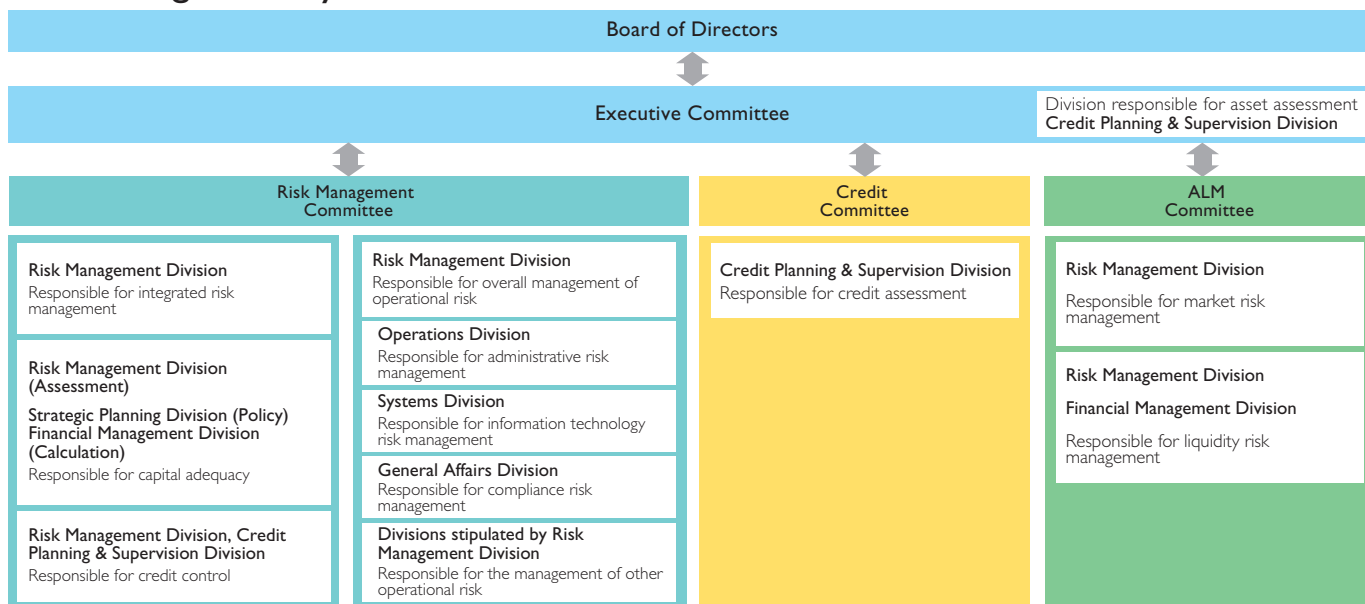 Board of Directors
Executive Committee
Division responsible for asset assessment
Credit Planning & Supervision Division
Risk Management
Committee
Risk Management Division
Responsible for integrated risk
management
Risk Management Division
(Assessment)
Strategic Planning Division (Policy)
Financial Management Division
(Calculation)
Responsible for capital adequacy
Risk Management Division, Credit
Planning & Supervision Division
Responsible for credit control
Risk Management Division
Responsible for overall management of
operational risk
Operations Division
Responsible for administrative risk
management
Systems Division
Responsible for information technology
risk management
General Affairs Division
Responsible for compliance risk
management
Divisions stipulated by Risk
Management Division
Responsible for the management of other
operational risk
Credit
Committee
Credit Planning & Supervision Division
Responsible for credit assessment
ALM
Committee
Risk Management Division
Responsible for market risk
management
Risk Management Division
Financial Management Division
Responsible for liquidity risk
management